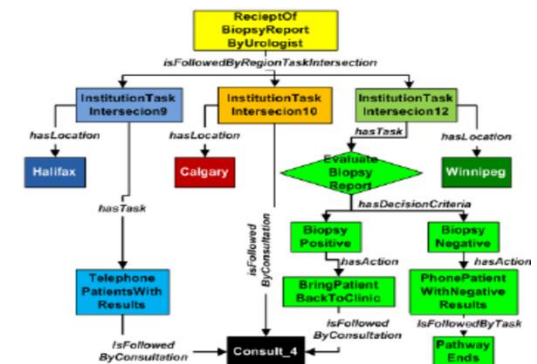 RecieptOf
BiopsyReport
ByUrologist
isFollowedByRegionTaskIntersection
InstitutionTask
Intersecion9
InstitutionTask
Intersecion10
InstitutionTask
Intersecion12
hasLocation
hasTask
hasLocation
Halifax
Calgary
Evaluate
Biopsy
Report
Winnipeg
hasTask
hasDecisionCriteria
Biopsy
Positive
Biopsy
Negative
isFollowed
ByConsultation
hasAction
hasAction
Telephone
PatientsWith
Results
BringPatient
BackToClinic
PhonePatient
WithNegative
Results
IsFollowedBy
ByConsultation
Consult_4
isFollowed
ByConsultation
IsFollowedByTask
Pathway
Ends